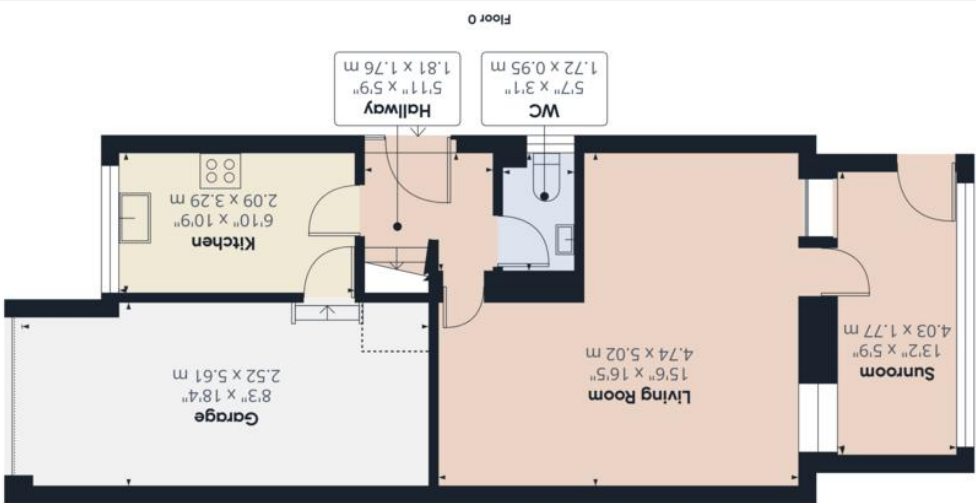 Garage
8'3" x 18'4"
2.52 x 5.61 m
Living Room
15'6" x 16'5"
4.74 x 5.02 m
Sunroom
13'2" x 5'9"
4.03 x 1.77 m
Kitchen
6'10" x 10'9"
2.09 x 3.29 m
WC
5'7" x 3'1"
1.72 x 0.95 m
Hallway
5'11" x 5'9"
1.81 x 1.76 m
Floor 0